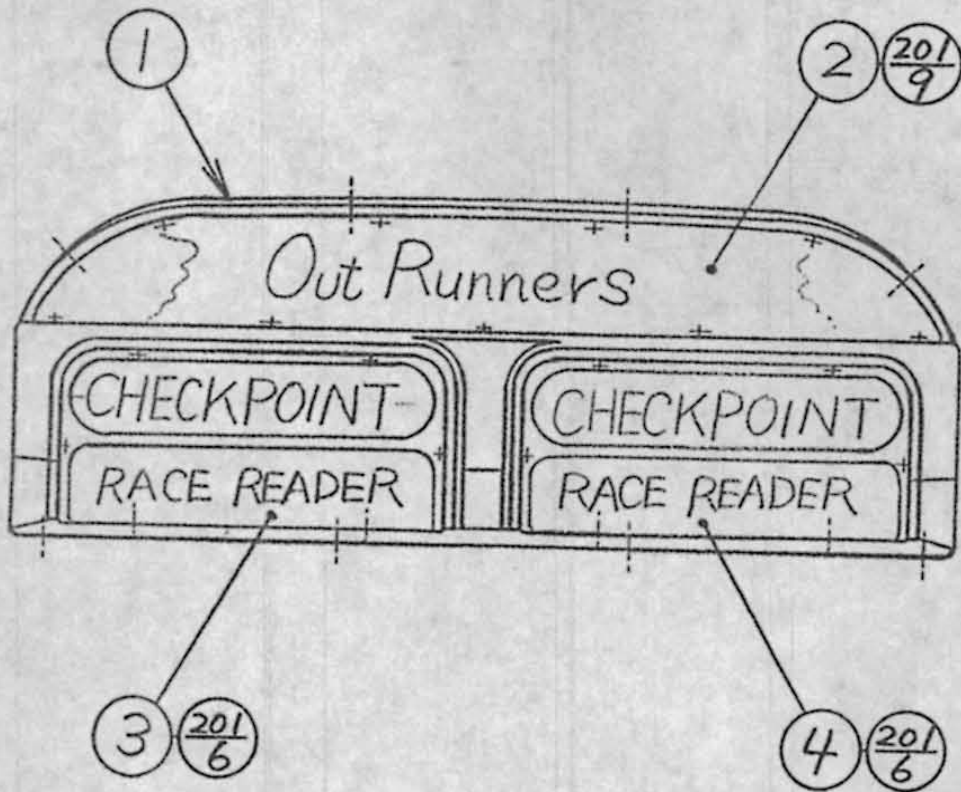 1
2 201/9
Out Runners
CHECKPOINT CHECKPOINT
RACE READER RACE READER
3 201/6
4 201/6